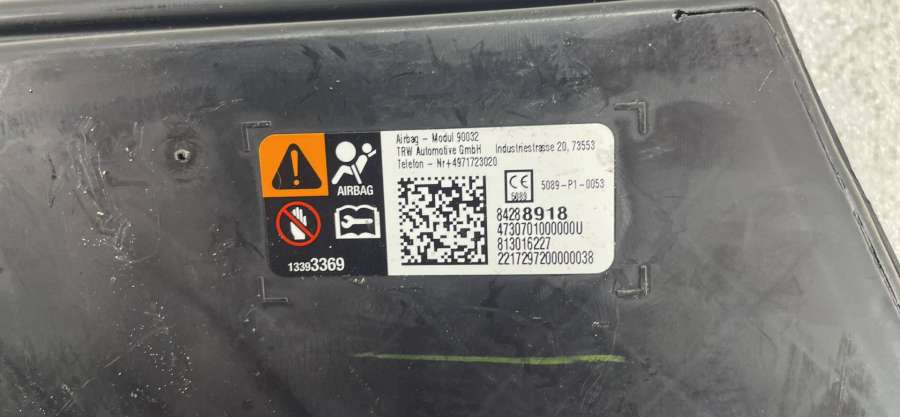 Airbag - Modul 90032
TRW Automotive GmbH Industriestrasse 20, 73553
Telefon - Nr+4971723020
AIRBAG
CE
5089
5089-P1-0053
84288918
4730701000000U
813016227
2217297200000038
13393369